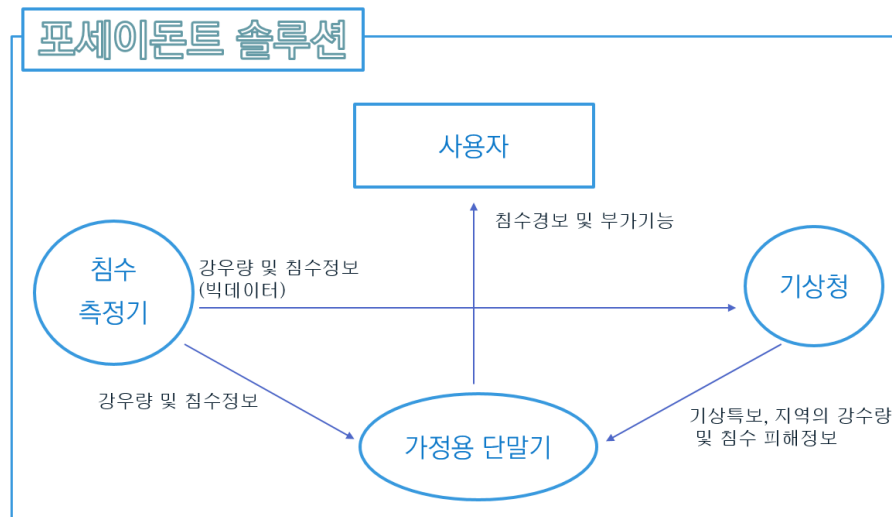 포세이돈트 솔루션
사용자
침수경보 및 부가기능
침수
측정기
강우량 및 침수정보
(빅데이터)
기상청
강우량 및 침수정보
가정용 단말기
기상특보, 지역의 강수량
및 침수 피해정보